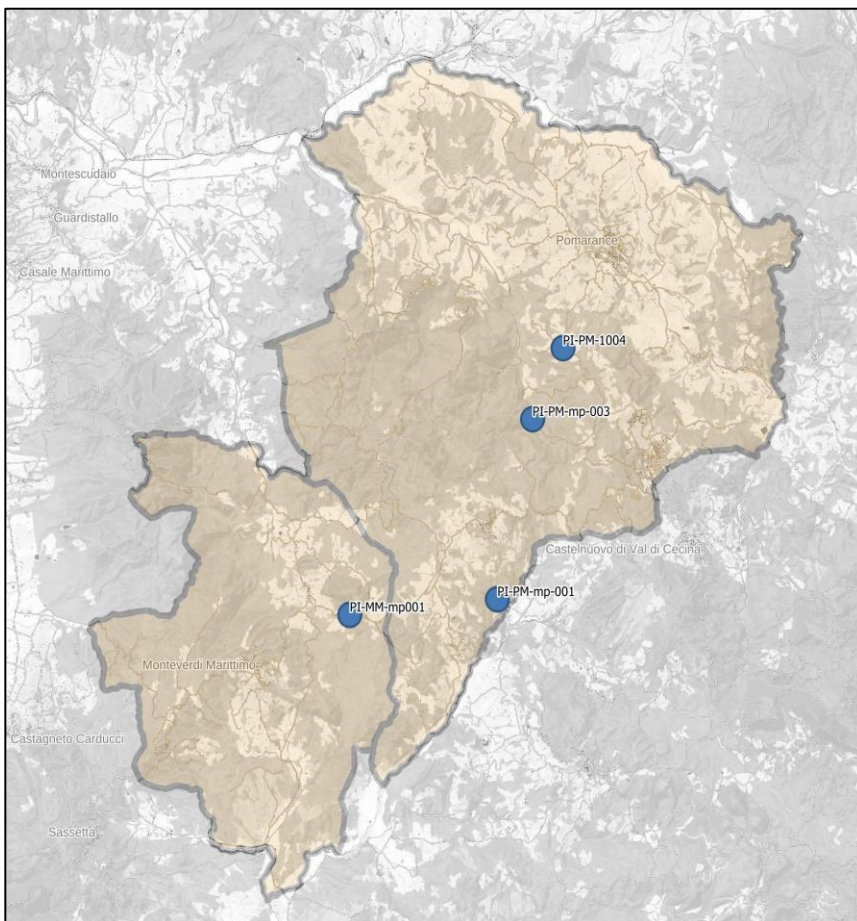 Montescudaio
Guardistallo
Pomarance
Casale Marittimo
PI-PM-1004
PI-PM-mp-003
Castelnuovo di Val di Cecina
PI-PM-mp-001
PI-MM-mp001
Monteverdi Marittimo
Castagneto Carducci
Sassetta